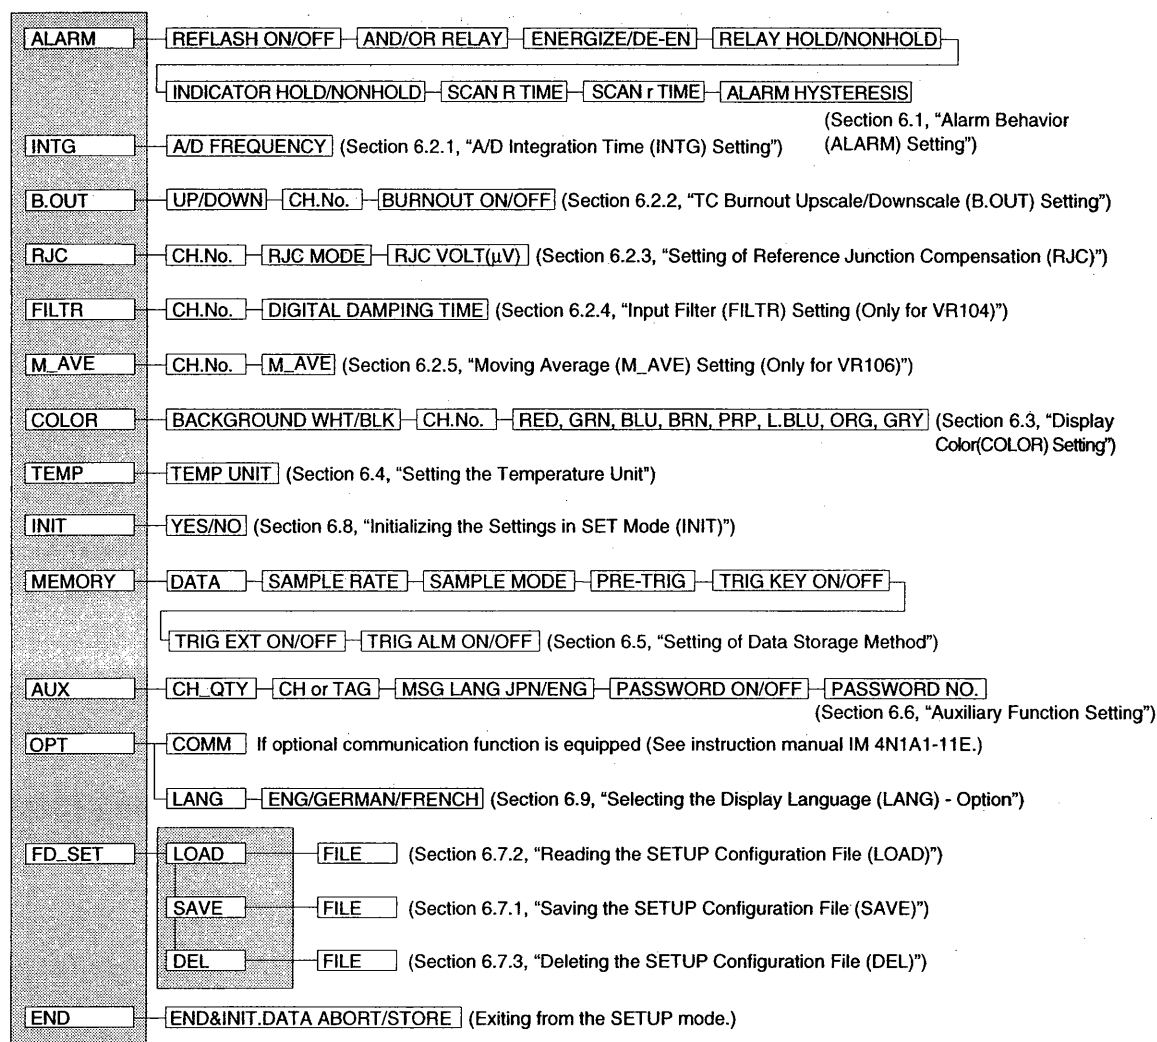 ALARM REFLASH ON/OFF AND/OR RELAY ENERGIZE/DE-EN RELAY HOLD/NONHOLD
INDICATOR HOLD/NONHOLD SCAN R TIME SCAN r TIME ALARM HYSTERESIS
(Section 6.1, “Alarm Behavior
(ALARM) Setting”)
INTG A/D FREQUENCY (Section 6.2.1, “A/D Integration Time (INTG) Setting”)
B.OUT UP/DOWN CH.No. BURNOUT ON/OFF (Section 6.2.2, “TC Burnout Upscale/Downscale (B.OUT) Setting”)
RJC CH.No. RJC MODE RJC VOLT(µV) (Section 6.2.3, “Setting of Reference Junction Compensation (RJC)”)
FILTR CH.No. DIGITAL DAMPING TIME (Section 6.2.4, “Input Filter (FILTR) Setting (Only for VR104)”)
M_AVE CH.No. M_AVE (Section 6.2.5, “Moving Average (M_AVE) Setting (Only for VR106)”)
COLOR BACKGROUND WHT/BLK CH.No. RED, GRN, BLU, BRN, PRP, L.BLU, ORG, GRY (Section 6.3, “Display
Color(COLOR) Setting”)
TEMP TEMP UNIT (Section 6.4, “Setting the Temperature Unit”)
INIT YES/NO (Section 6.8, “Initializing the Settings in SET Mode (INIT)”)
MEMORY DATA SAMPLE RATE SAMPLE MODE PRE-TRIG TRIG KEY ON/OFF
TRIG EXT ON/OFF TRIG ALM ON/OFF (Section 6.5, “Setting of Data Storage Method”)
AUX CH_QTY CH or TAG MSG LANG JPN/ENG PASSWORD ON/OFF PASSWORD NO.
(Section 6.6, “Auxiliary Function Setting”)
OPT COMM If optional communication function is equipped (See instruction manual IM 4N1A1-11E.)
LANG ENG/GERMAN/FRENCH (Section 6.9, “Selecting the Display Language (LANG) - Option”)
FD_SET LOAD FILE (Section 6.7.2, “Reading the SETUP Configuration File (LOAD)”)
SAVE FILE (Section 6.7.1, “Saving the SETUP Configuration File (SAVE)”)
DEL FILE (Section 6.7.3, “Deleting the SETUP Configuration File (DEL)”)
END END&INIT.DATA ABORT/STORE (Exiting from the SETUP mode.)